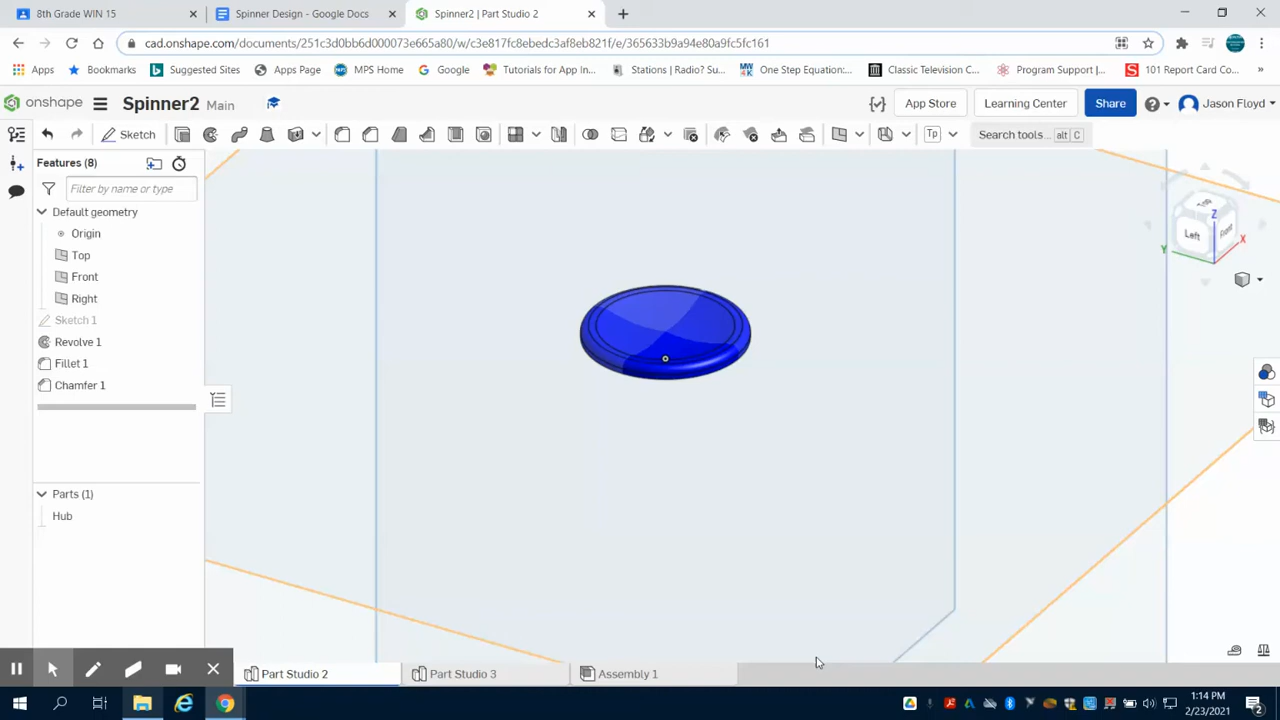 8th Grade WIN 15
Spinner Design - Google Docs
Spinner2 | Part Studio 2
cad.onshape.com/documents/251c3d0bb6d000073e665a80/w/c3e817fc8ebedc3af8eb821f/e/365633b9a94e80a9fc5fc161
Apps
Bookmarks
Suggested Sites
Apps Page
MPS Home
Google
Tutorials for App In...
Stations | Radio? Su...
One Step Equation:...
Classic Television C...
Program Support |...
101 Report Card Co...
»
onshape
Spinner2
Main
App Store
Learning Center
Share
Jason Floyd
Sketch
Search tools...
alt
C
Features (8)
Filter by name or type
Default geometry
Origin
Top
Front
Right
Sketch 1
Revolve 1
Fillet 1
Chamfer 1
Parts (1)
Hub
Top
Left
Front
Z
X
Y
Part Studio 2
Part Studio 3
Assembly 1
1:14 PM
2/23/2021
2